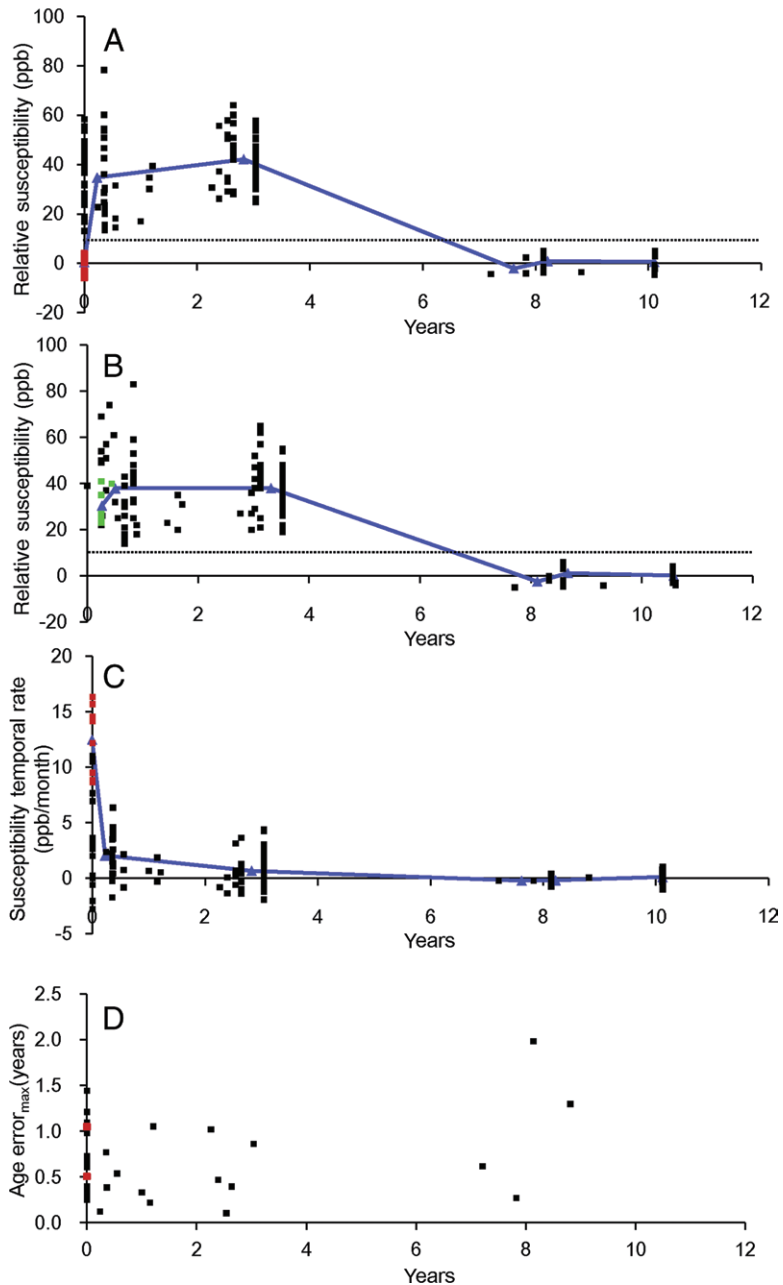 A
Relative susceptibility (ppb)
100
80
60
40
20
0
-20
0 2 4 6 8 10 12
Years
B
Relative susceptibility (ppb)
100
80
60
40
20
0
-20
0 2 4 6 8 10 12
Years
C
Susceptibility temporal rate
(ppb/month)
20
15
10
5
0
-5
0 2 4 6 8 10 12
Years
D
Age error max (years)
2.5
2.0
1.5
1.0
0.5
0.0
0 2 4 6 8 10 12
Years